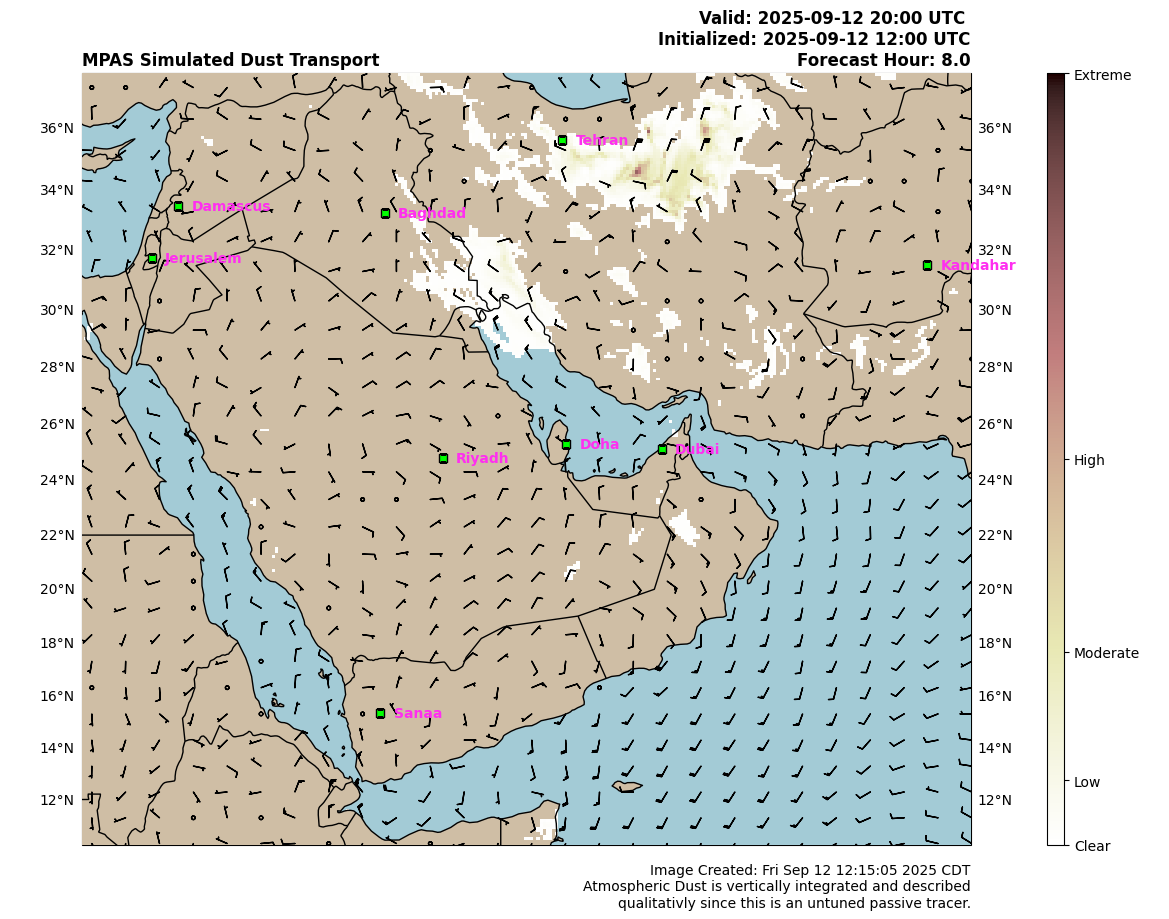 Valid: 2025-09-12 20:00 UTC
Initialized: 2025-09-12 12:00 UTC
MPAS Simulated Dust Transport
Forecast Hour: 8.0
36°N
34°N
32°N
30°N
28°N
26°N
24°N
22°N
20°N
18°N
16°N
14°N
12°N
Tehran
Damascus
Baghdad
Jerusalem
Kandahar
Doha
Dubai
Riyadh
Sanaa
36°N
34°N
32°N
30°N
28°N
26°N
24°N
22°N
20°N
18°N
16°N
14°N
12°N
Extreme
High
Moderate
Low
Clear
Image Created: Fri Sep 12 12:15:05 2025 CDT
Atmospheric Dust is vertically integrated and described
qualitativly since this is an untuned passive tracer.